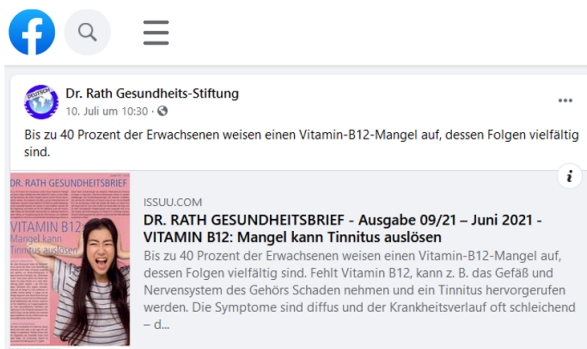 Dr. Rath Gesundheits-Stiftung
10. Juli um 10:30 ·
Bis zu 40 Prozent der Erwachsenen weisen einen Vitamin-B12-Mangel auf, dessen Folgen vielfältig
sind.
DEUTSCH
DR. RATH GESUNDHEITSBRIEF
VITAMIN B12:
Mangel kann
Tinnitus auslösen
ISSUU.COM
DR. RATH GESUNDHEITSBRIEF - Ausgabe 09/21 – Juni 2021 -
VITAMIN B12: Mangel kann Tinnitus auslösen
Bis zu 40 Prozent der Erwachsenen weisen einen Vitamin-B12-Mangel auf,
dessen Folgen vielfältig sind. Fehlt Vitamin B12, kann z. B. das Gefäß und
Nervensystem des Gehörs Schaden nehmen und ein Tinnitus hervorgerufen
werden. Die Symptome sind diffus und der Krankheitsverlauf oft schleichend
– d...